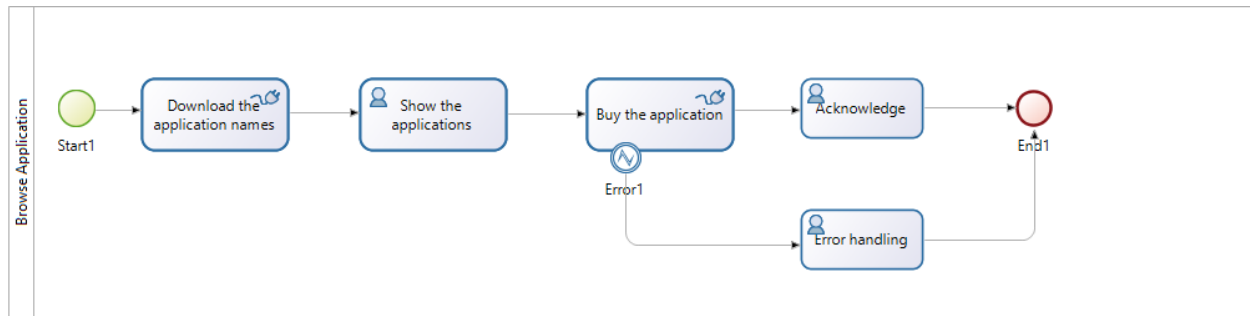 Browse Application
Start1
Download the
application names
Show the
applications
Buy the application
Error1
Acknowledge
End1
Error handling